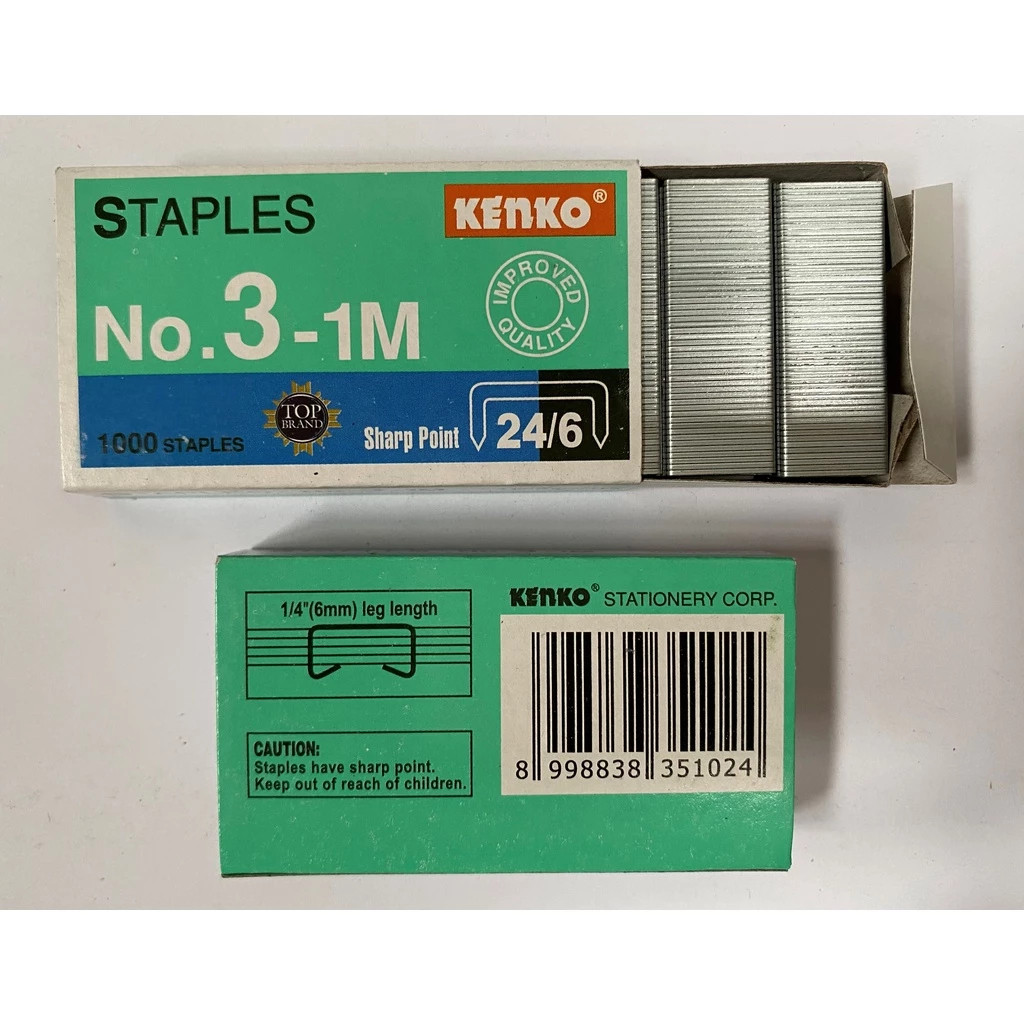 STAPLES
KENKO®
IMPROVED QUALITY
No.3-1M
TOP
BRAND
1000 STAPLES
Sharp Point
24/6
1/4"(6mm) leg length
KENKO® STATIONERY CORP.
CAUTION:
Staples have sharp point.
Keep out of reach of children.
8 998838 351024